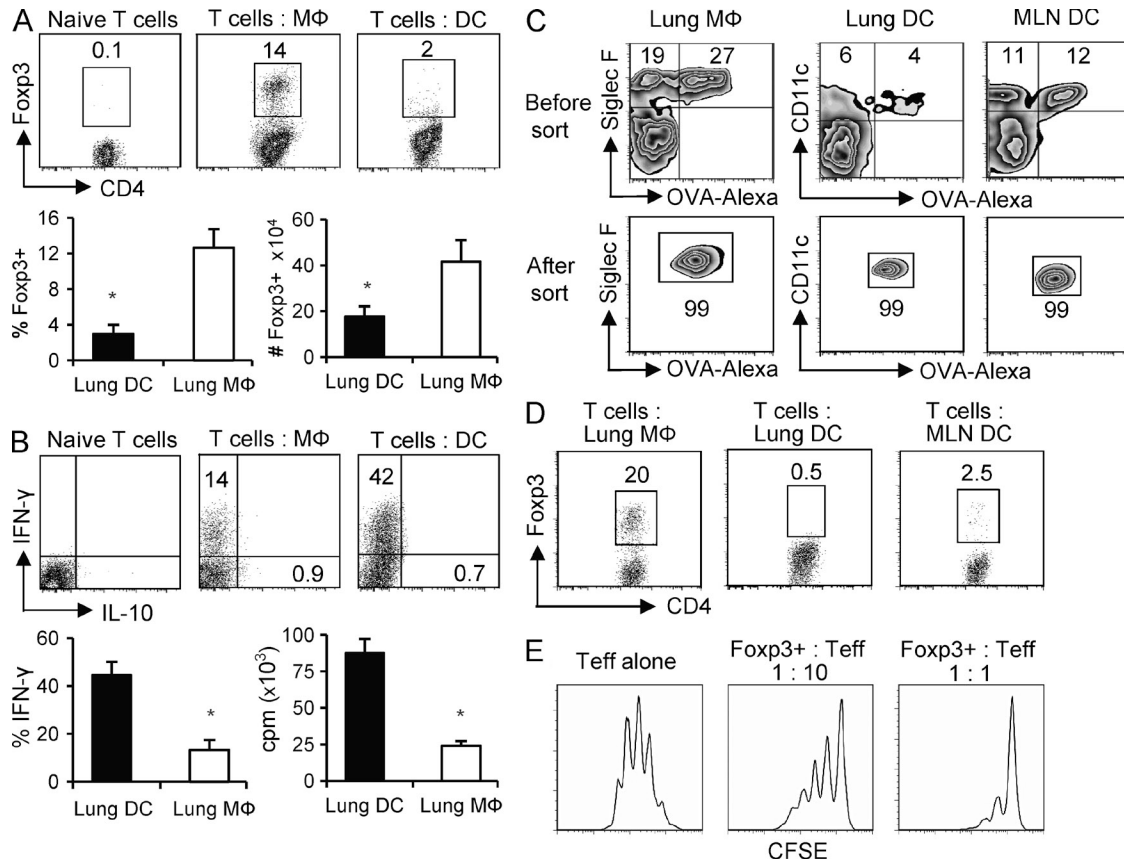 A
Naive T cells T cells : MΦ T cells : DC
Foxp3
0.1 14 2
CD4
% Foxp3+
16
12
8
4
0
*
Lung DC Lung MΦ
# Foxp3+ x10⁴
60
40
20
0
*
Lung DC Lung MΦ
B
Naive T cells T cells : MΦ T cells : DC
IFN-γ
14 42
0.9 0.7
IL-10
% IFN-γ
60
40
20
0
*
Lung DC Lung MΦ
cpm (x10³)
100
75
50
25
0
*
Lung DC Lung MΦ
C
Lung MΦ Lung DC MLN DC
Before
sort
Siglec F
19 27
OVA-Alexa
CD11c
6 4
11 12
OVA-Alexa
After
sort
Siglec F
99
OVA-Alexa
CD11c
99
99
OVA-Alexa
D
T cells :
Lung MΦ
T cells :
Lung DC
T cells :
MLN DC
Foxp3
20 0.5 2.5
CD4
E
Teff alone
Foxp3+ : Teff
1 : 10
Foxp3+ : Teff
1 : 1
CFSE